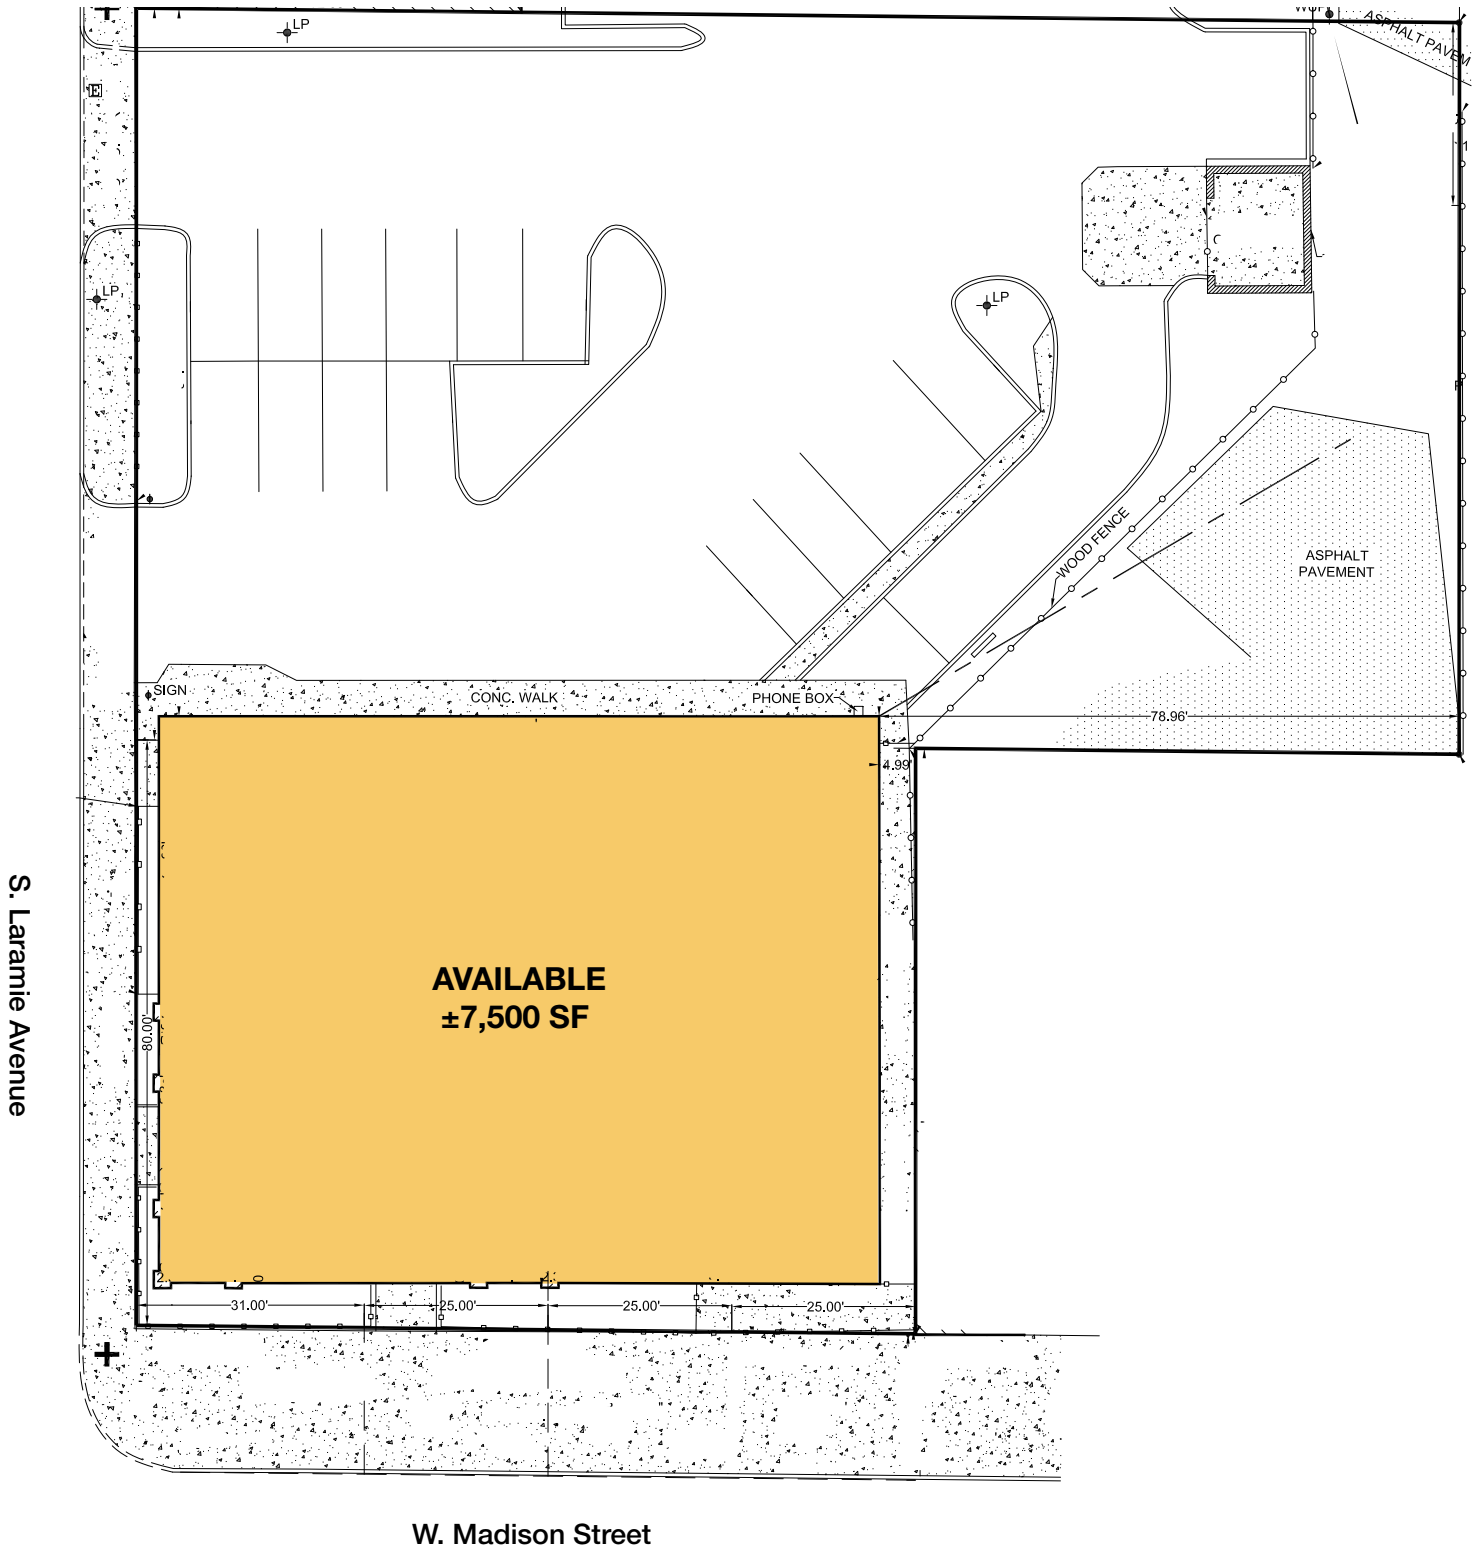 LP
ASPHALT PAVEM
E
LP
LP
WOOD FENCE
ASPHALT
PAVEMENT
SIGN
CONC. WALK
PHONE BOX
78.96'
4.99'
AVAILABLE
±7,500 SF
80.00'
S. Laramie Avenue
31.00'
25.00'
25.00'
25.00'
W. Madison Street